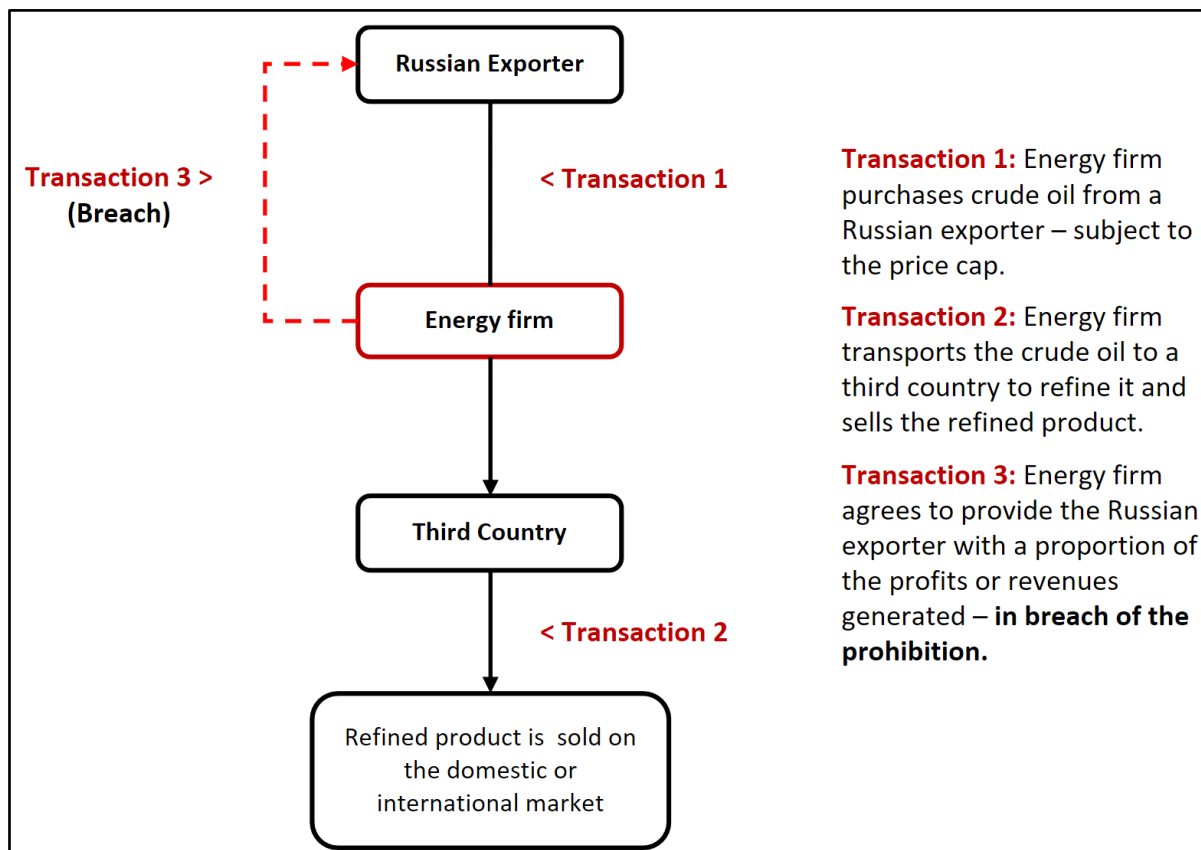 Russian Exporter
Transaction 3 >
(Breach)
< Transaction 1
Energy firm
Third Country
< Transaction 2
Refined product is sold on
the domestic or
international market
Transaction 1: Energy firm
purchases crude oil from a
Russian exporter – subject to
the price cap.
Transaction 2: Energy firm
transports the crude oil to a
third country to refine it and
sells the refined product.
Transaction 3: Energy firm
agrees to provide the Russian
exporter with a proportion of
the profits or revenues
generated – in breach of the
prohibition.